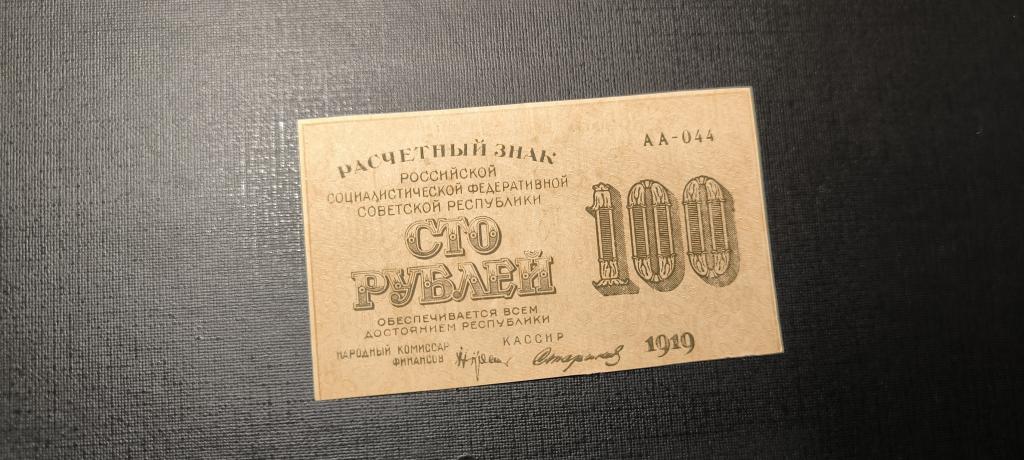 АА-044
РАСЧЕТНЫЙ ЗНАК
РОССИЙСКОЙ
СОЦИАЛИСТИЧЕСКОЙ ФЕДЕРАТИВНОЙ
СОВЕТСКОЙ РЕСПУБЛИКИ
СТО
РУБЛЕЙ
100
ОБЕСПЕЧИВАЕТСЯ ВСЕМ
ДОСТОЯНИЕМ РЕСПУБЛИКИ
НАРОДНЫЙ КОМИССАР
ФИНАНСОВ
КАССИР
1919